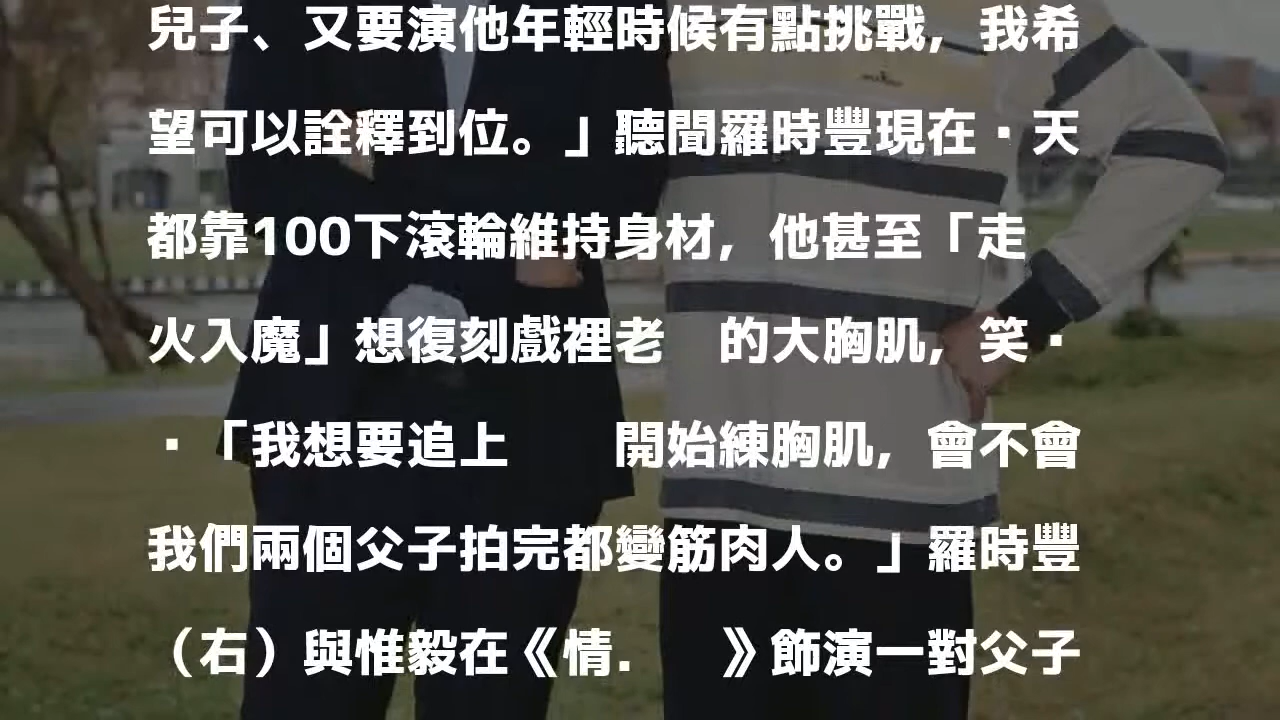 兒子、又要演他年輕時候有點挑戰，我希
望可以詮釋到位。」聽聞羅時豐現在·天
都靠100下滾輪維持身材，他甚至「走
火入魔」想復刻戲裡老 的大胸肌，笑·
·「我想要追上 開始練胸肌，會不會
我們兩個父子拍完都變筋肉人。」羅時豐
（右）與惟毅在《情. 》飾演一對父子